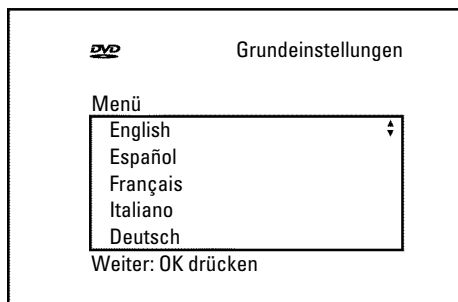 DVD Grundeinstellungen
Menü
English
Español
Français
Italiano
Deutsch
Weiter: OK drücken